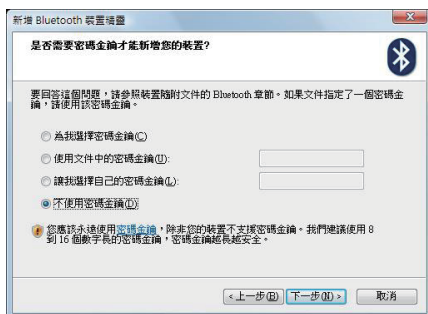 新增 Bluetooth 裝置精靈
是否需要密碼金鑰才能新增您的裝置?
要回答這個問題，請參照裝置隨附文件的 Bluetooth 章節。如果文件指定了一個密碼金
鑰，請使用該密碼金鑰。
為我選擇密碼金鑰(C)
使用文件中的密碼金鑰(U):
讓我選擇自己的密碼金鑰(L):
不使用密碼金鑰(D)
您應該永遠使用密碼金鑰，除非您的裝置不支援密碼金鑰。我們建議使用 8
到 16 個數字長的密碼金鑰，密碼金鑰越長越安全。
<上一步(B) 下一步(N)> 取消